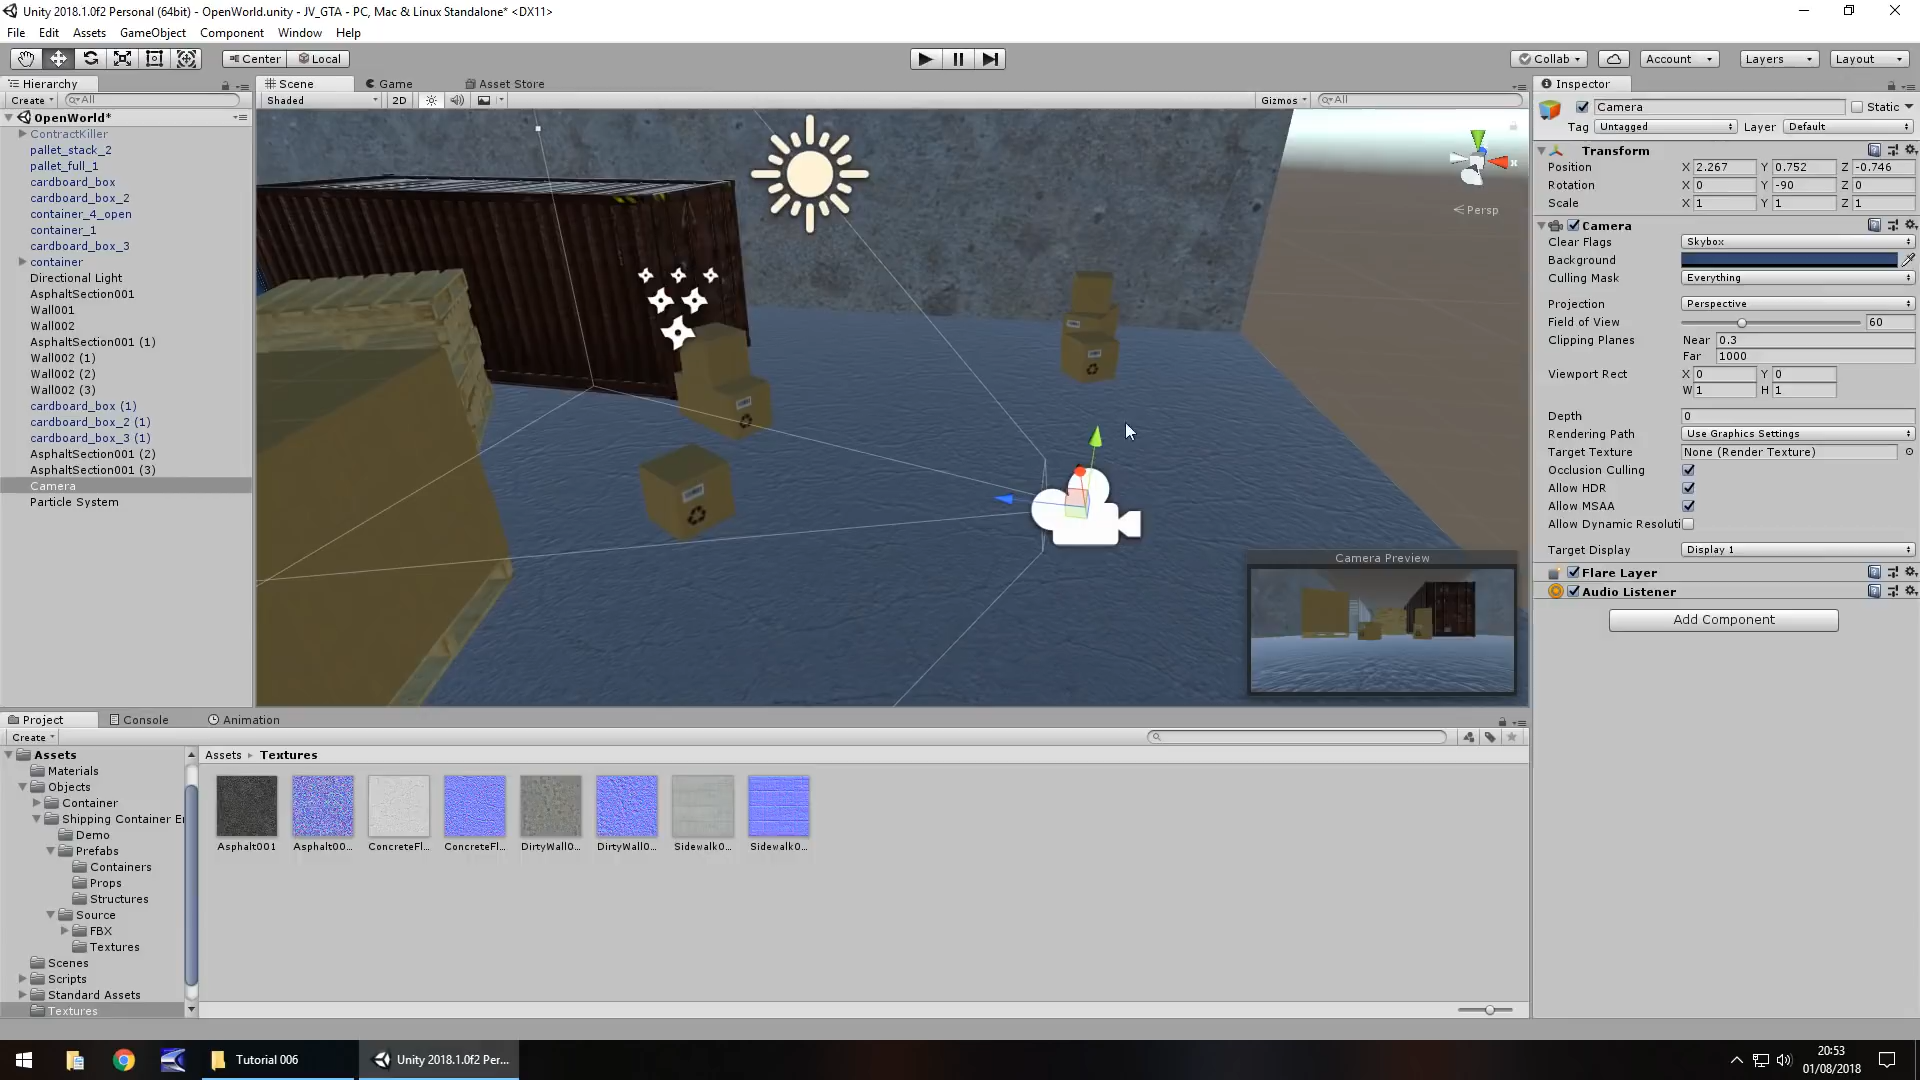 Unity 2018.1.0f2 Personal (64bit) - OpenWorld.unity - JV_GTA - PC, Mac & Linux Standalone* <DX11>
File Edit Assets GameObject Component Window Help
Center Local Collab Account Layers Layout
Hierarchy
Create All
OpenWorld*
ContractKiller
pallet_stack_2
pallet_full_1
cardboard_box
cardboard_box_2
container_4_open
container_1
cardboard_box_3
container
Directional Light
AsphaltSection001
Wall001
Wall002
AsphaltSection001 (1)
Wall002 (1)
Wall002 (2)
Wall002 (3)
cardboard_box (1)
cardboard_box_2 (1)
cardboard_box_3 (1)
AsphaltSection001 (2)
AsphaltSection001 (3)
Camera
Particle System
Scene Game Asset Store
Shaded 2D Gizmos All
x
Persp
Camera Preview
Inspector
Camera Static
Tag Untagged Layer Default
Transform
Position X 2.267 Y 0.752 Z -0.746
Rotation X 0 Y -90 Z 0
Scale X 1 Y 1 Z 1
Camera
Clear Flags Skybox
Background
Culling Mask Everything
Projection Perspective
Field of View 60
Clipping Planes Near 0.3
Far 1000
Viewport Rect X 0 Y 0
W 1 H 1
Depth 0
Rendering Path Use Graphics Settings
Target Texture None (Render Texture)
Occlusion Culling
Allow HDR
Allow MSAA
Allow Dynamic Resoluti
Target Display Display 1
Flare Layer
Audio Listener
Add Component
Project Console Animation
Create
Assets
Materials
Objects
Container
Shipping Container Er
Demo
Prefabs
Containers
Props
Structures
Source
FBX
Textures
Scenes
Scripts
Standard Assets
Textures
Assets Textures
Asphalt001 Asphalt00... ConcreteFl... ConcreteFl... DirtyWall0... DirtyWall0... Sidewalk0... Sidewalk0...
Tutorial 006 Unity 2018.1.0f2 Per...
20:53
01/08/2018